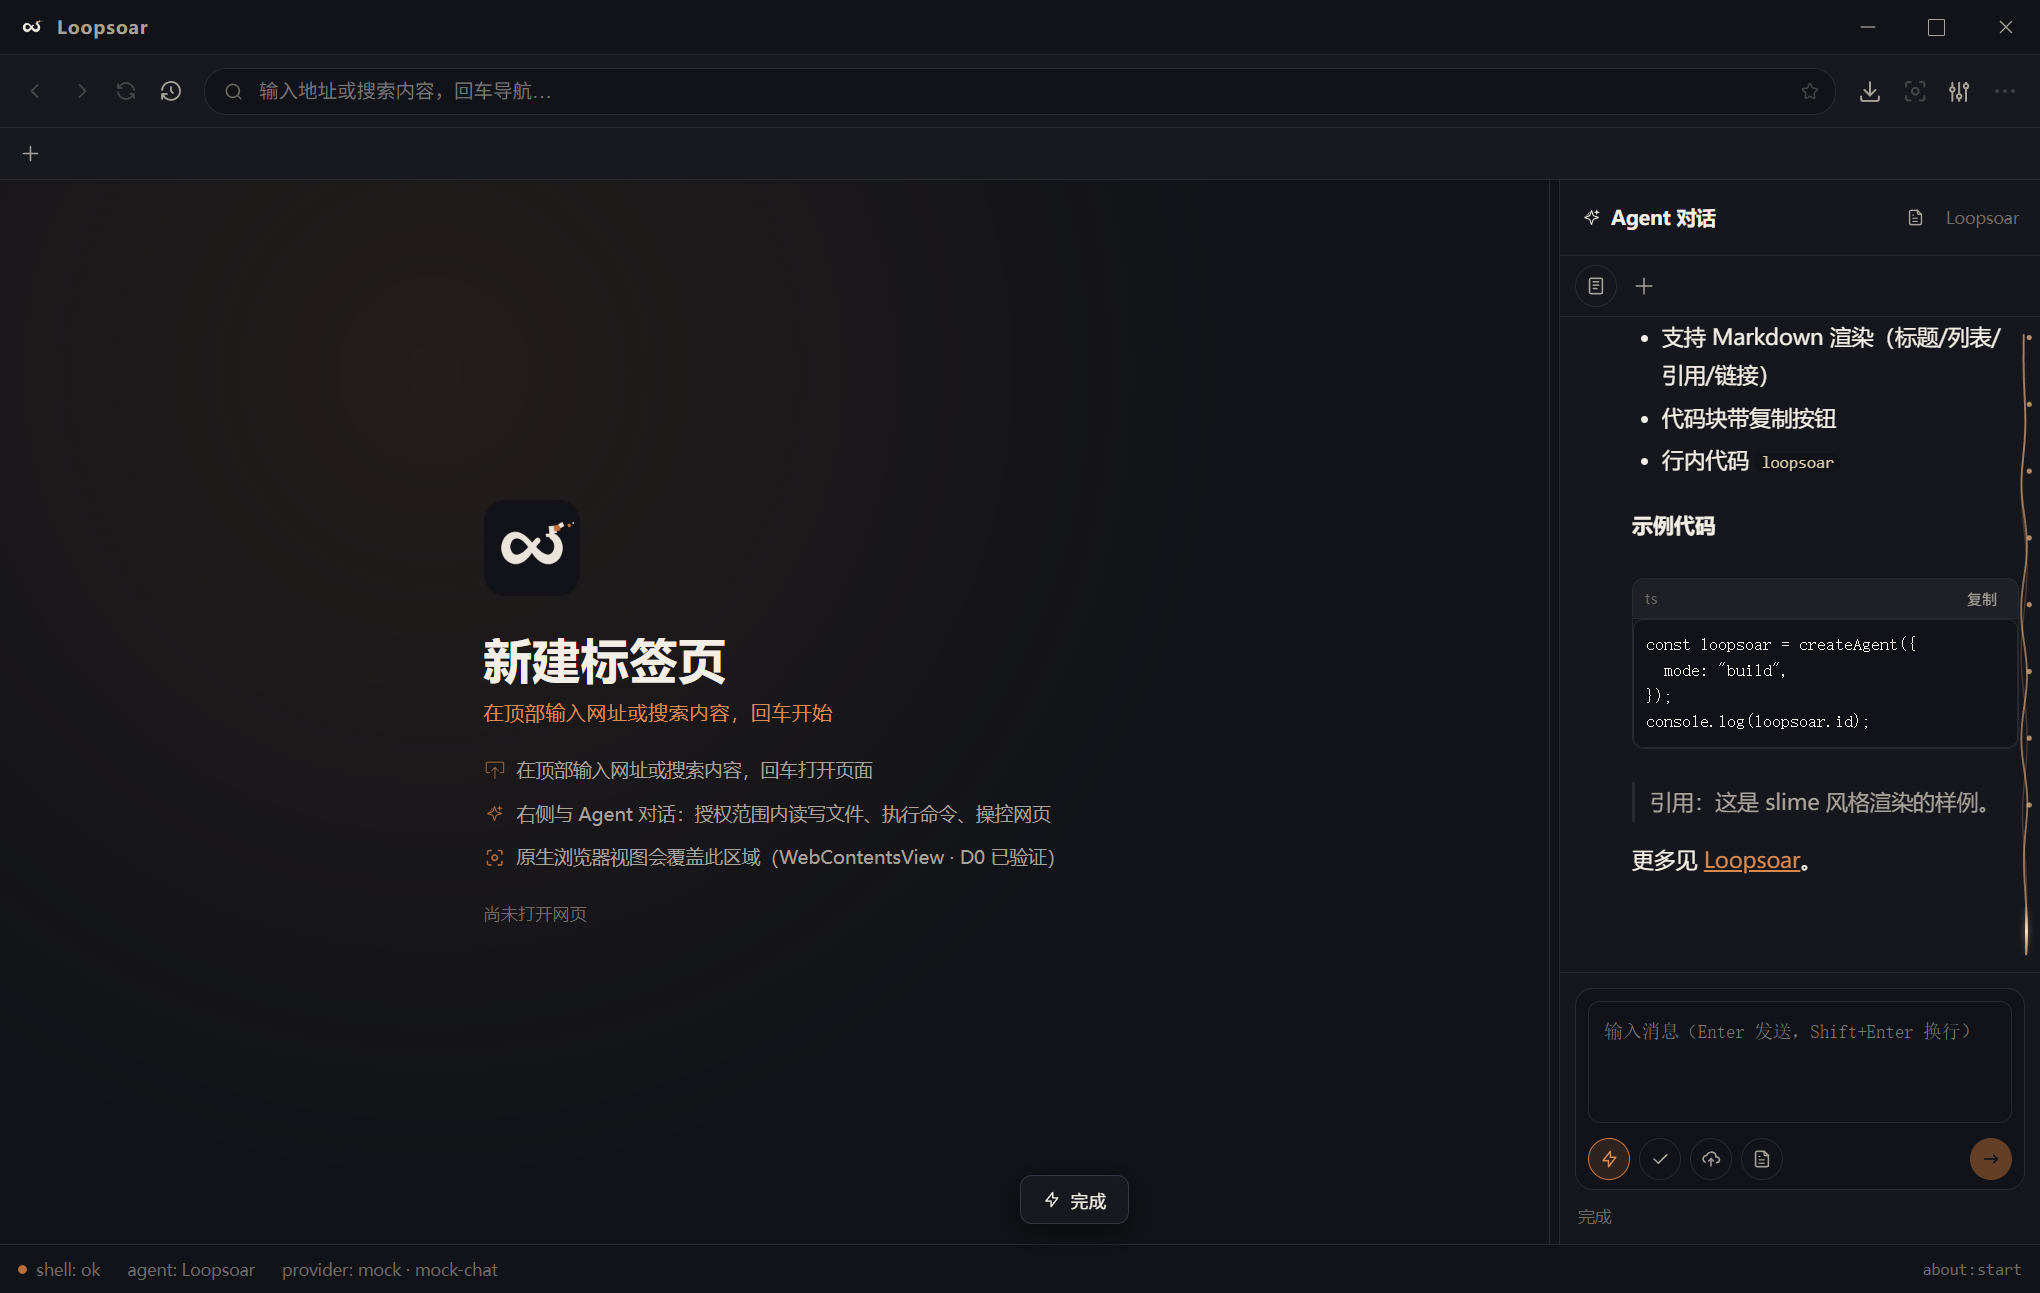 Loopsoar
输入地址或搜索内容，回车导航...
新建标签页
在顶部输入网址或搜索内容，回车开始
在顶部输入网址或搜索内容，回车打开页面
右侧与 Agent 对话：授权范围内读写文件、执行命令、操控网页
原生浏览器视图会覆盖此区域（WebContentsView · D0 已验证）
尚未打开网页
完成
Agent 对话
Loopsoar
支持 Markdown 渲染（标题/列表/
引用/链接）
代码块带复制按钮
行内代码 loopsoar
示例代码
ts 复制
const loopsoar = createAgent({
  mode: "build",
});
console.log(loopsoar.id);
引用：这是 slime 风格渲染的样例。
更多见 Loopsoar。
输入消息（Enter 发送，Shift+Enter 换行）
完成
shell: ok agent: Loopsoar provider: mock · mock-chat about:start